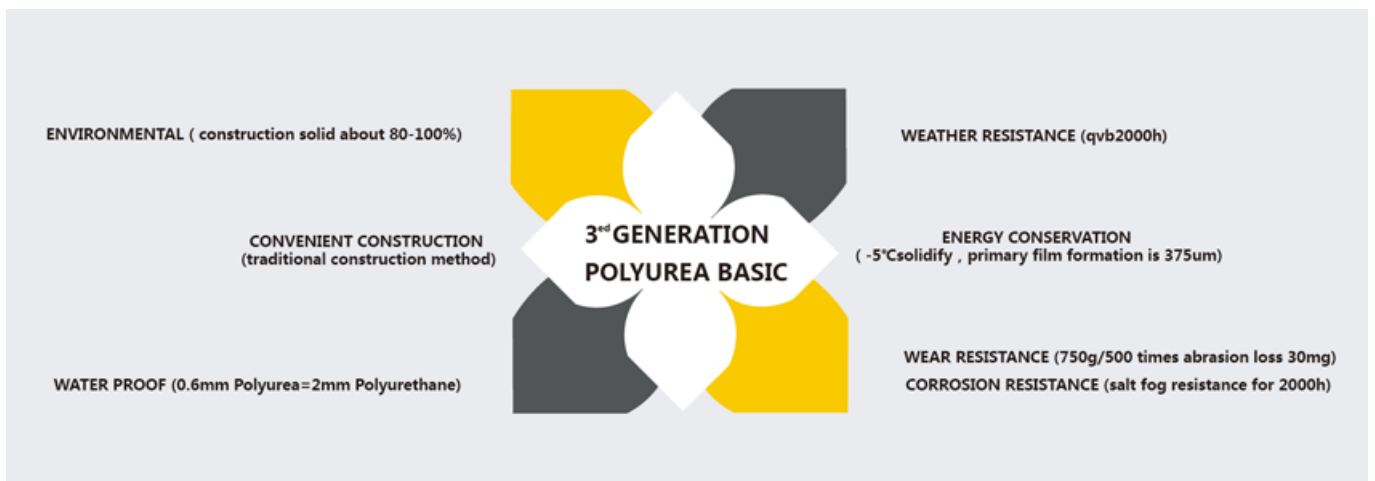 ENVIRONMENTAL ( construction solid about 80-100%)
CONVENIENT CONSTRUCTION
(traditional construction method)
WATER PROOF (0.6mm Polyurea=2mm Polyurethane)
3ed GENERATION
POLYUREA BASIC
WEATHER RESISTANCE (qvb2000h)
ENERGY CONSERVATION
( -5℃solidify , primary film formation is 375um)
WEAR RESISTANCE (750g/500 times abrasion loss 30mg)
CORROSION RESISTANCE (salt fog resistance for 2000h)